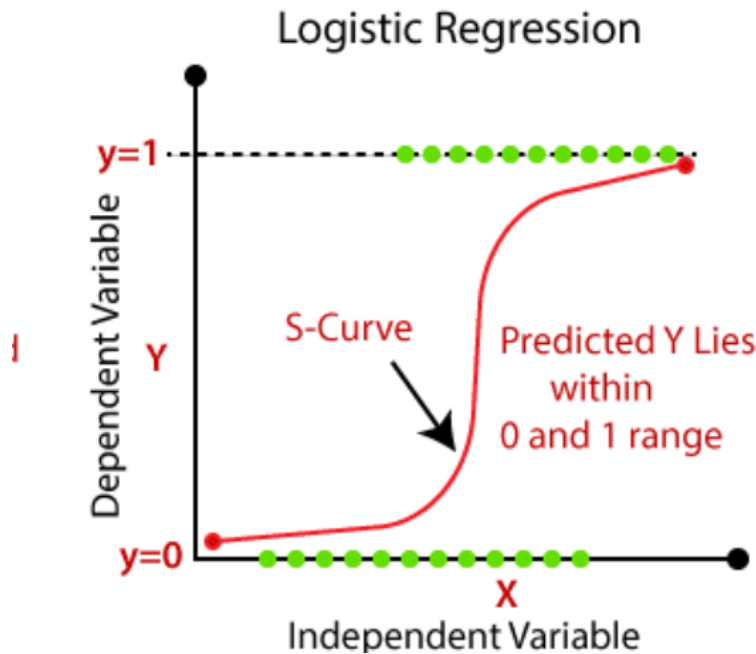 Logistic Regression
y=1
Dependent Variable
Y
S-Curve
Predicted Y Lies
within
0 and 1 range
y=0
X
Independent Variable